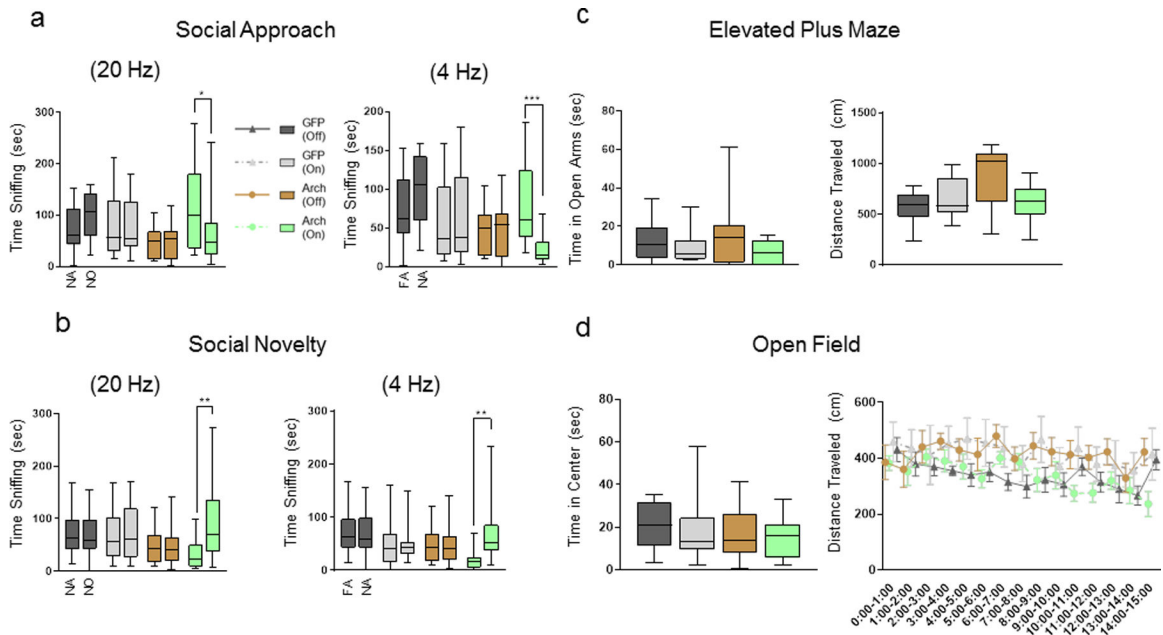 a
Social Approach
(20 Hz)
(4 Hz)
Time Sniffing (sec)
300
200
100
0
NA
NO
*
GFP
(Off)
GFP
(On)
Arch
(Off)
Arch
(On)
Time Sniffing (sec)
200
150
100
50
0
FA
NA
***
b
Social Novelty
(20 Hz)
(4 Hz)
Time Sniffing (sec)
300
200
100
0
NA
NO
**
Time Sniffing (sec)
300
200
100
0
FA
NA
**
c
Elevated Plus Maze
Time in Open Arms (sec)
80
60
40
20
0
Distance Traveled (cm)
1500
1000
500
0
d
Open Field
Time in Center (sec)
80
60
40
20
0
Distance Traveled (cm)
600
400
200
0
0:00-1:00
1:00-2:00
2:00-3:00
3:00-4:00
4:00-5:00
5:00-6:00
6:00-7:00
7:00-8:00
8:00-9:00
9:00-10:00
10:00-11:00
11:00-12:00
12:00-13:00
13:00-14:00
14:00-15:00